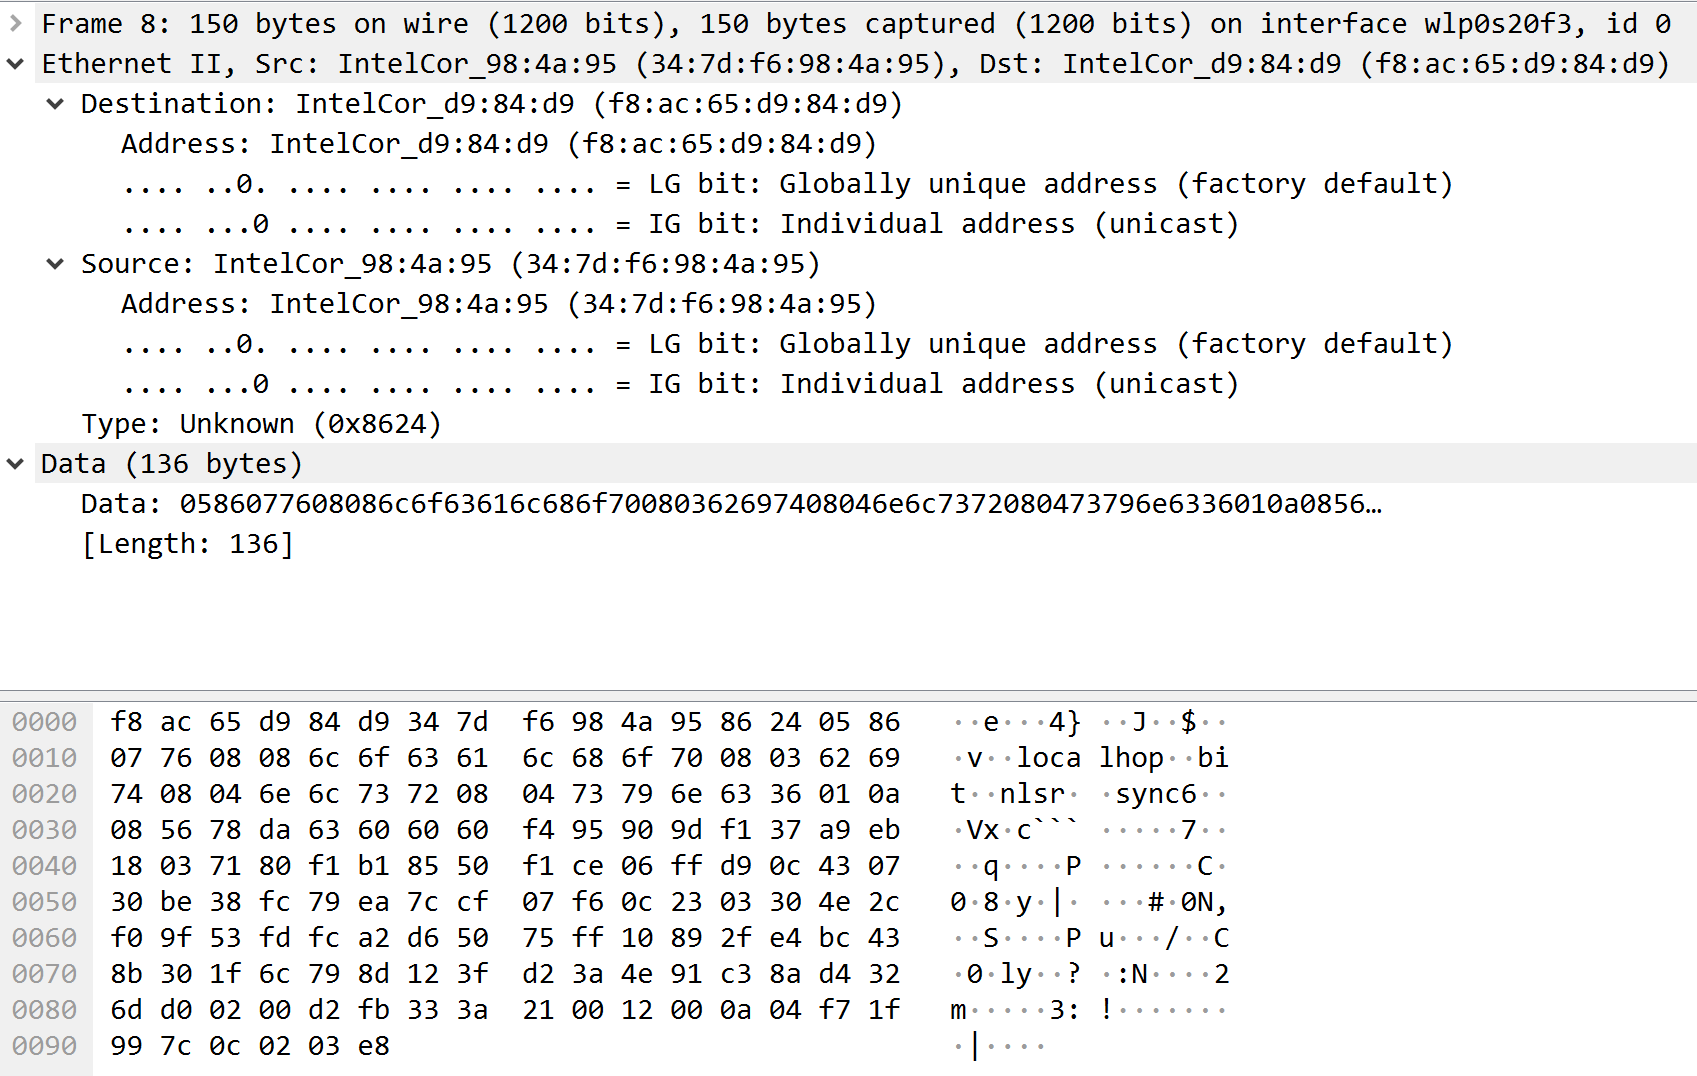 Frame 8: 150 bytes on wire (1200 bits), 150 bytes captured (1200 bits) on interface wlp0s20f3, id 0
Ethernet II, Src: IntelCor_98:4a:95 (34:7d:f6:98:4a:95), Dst: IntelCor_d9:84:d9 (f8:ac:65:d9:84:d9)
Destination: IntelCor_d9:84:d9 (f8:ac:65:d9:84:d9)
Address: IntelCor_d9:84:d9 (f8:ac:65:d9:84:d9)
.... ..0. .... .... .... .... = LG bit: Globally unique address (factory default)
.... ...0 .... .... .... .... = IG bit: Individual address (unicast)
Source: IntelCor_98:4a:95 (34:7d:f6:98:4a:95)
Address: IntelCor_98:4a:95 (34:7d:f6:98:4a:95)
.... ..0. .... .... .... .... = LG bit: Globally unique address (factory default)
.... ...0 .... .... .... .... = IG bit: Individual address (unicast)
Type: Unknown (0x8624)
Data (136 bytes)
Data: 0586077608086c6f63616c686f70080362697408046e6c7372080473796e6336010a0856…
[Length: 136]
0000 f8 ac 65 d9 84 d9 34 7d f6 98 4a 95 86 24 05 86 ··e···4} ··J··$··
0010 07 76 08 08 6c 6f 63 61 6c 68 6f 70 08 03 62 69 ·v··loca lhop··bi
0020 74 08 04 6e 6c 73 72 08 04 73 79 6e 63 36 01 0a t··nlsr· ·sync6··
0030 08 56 78 da 63 60 60 60 f4 95 90 9d f1 37 a9 eb ·Vx·c``` ·····7··
0040 18 03 71 80 f1 b1 85 50 f1 ce 06 ff d9 0c 43 07 ··q····P ······C·
0050 30 be 38 fc 79 ea 7c cf 07 f6 0c 23 03 30 4e 2c 0·8·y·|· ···#·0N,
0060 f0 9f 53 fd fc a2 d6 50 75 ff 10 89 2f e4 bc 43 ··S····P u···/··C
0070 8b 30 1f 6c 79 8d 12 3f d2 3a 4e 91 c3 8a d4 32 ·0·ly··? ·:N····2
0080 6d d0 02 00 d2 fb 33 3a 21 00 12 00 0a 04 f7 1f m·····3: !·······
0090 99 7c 0c 02 03 e8 ·|····